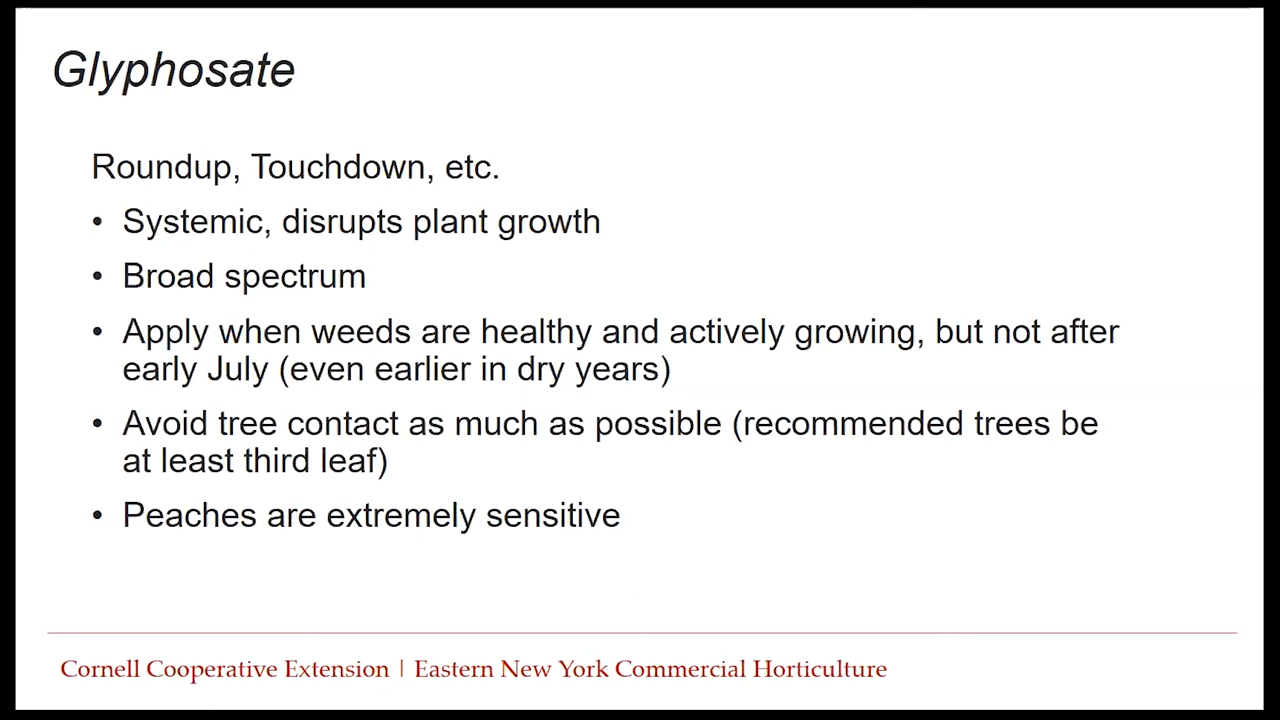 Glyphosate
Roundup, Touchdown, etc.
• Systemic, disrupts plant growth
• Broad spectrum
• Apply when weeds are healthy and actively growing, but not after
early July (even earlier in dry years)
• Avoid tree contact as much as possible (recommended trees be
at least third leaf)
• Peaches are extremely sensitive
Cornell Cooperative Extension | Eastern New York Commercial Horticulture